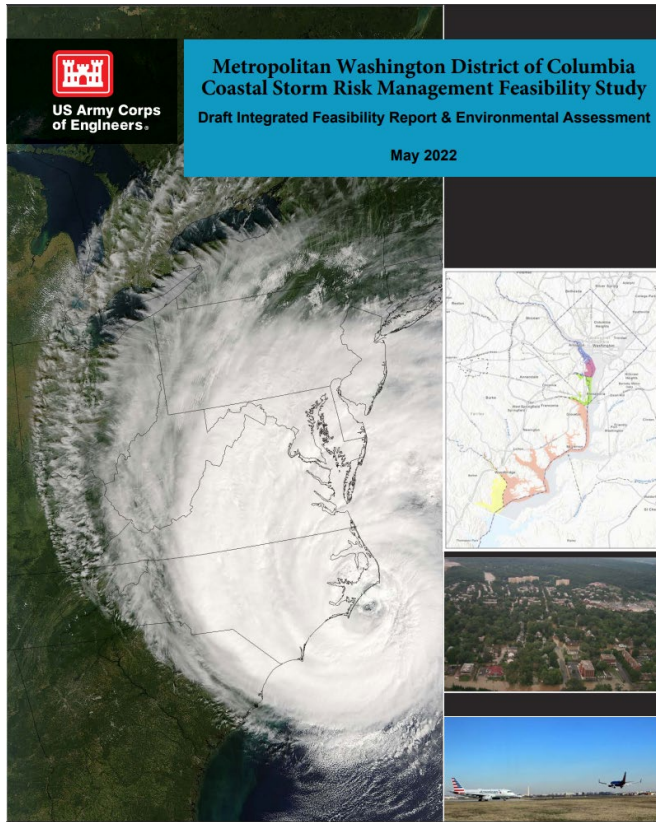 US Army Corps
of Engineers®
Metropolitan Washington District of Columbia
Coastal Storm Risk Management Feasibility Study
Draft Integrated Feasibility Report & Environmental Assessment
May 2022
Washington
American